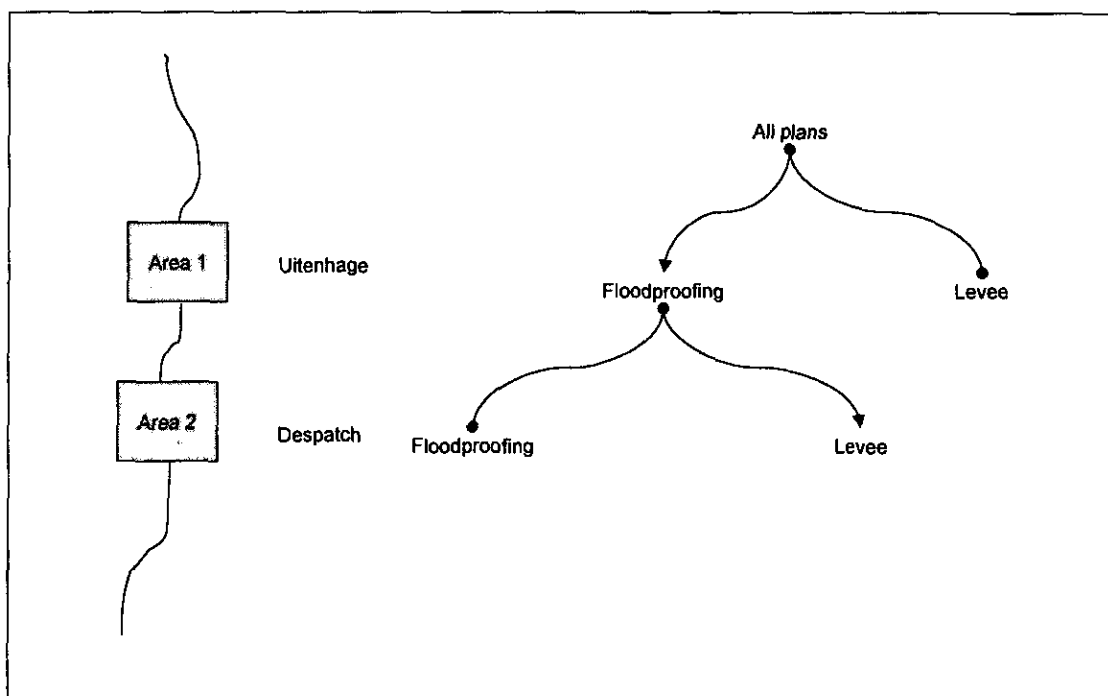 All plans
Area 1 Uitenhage Floodproofing Levee
Area 2 Despatch Floodproofing Levee